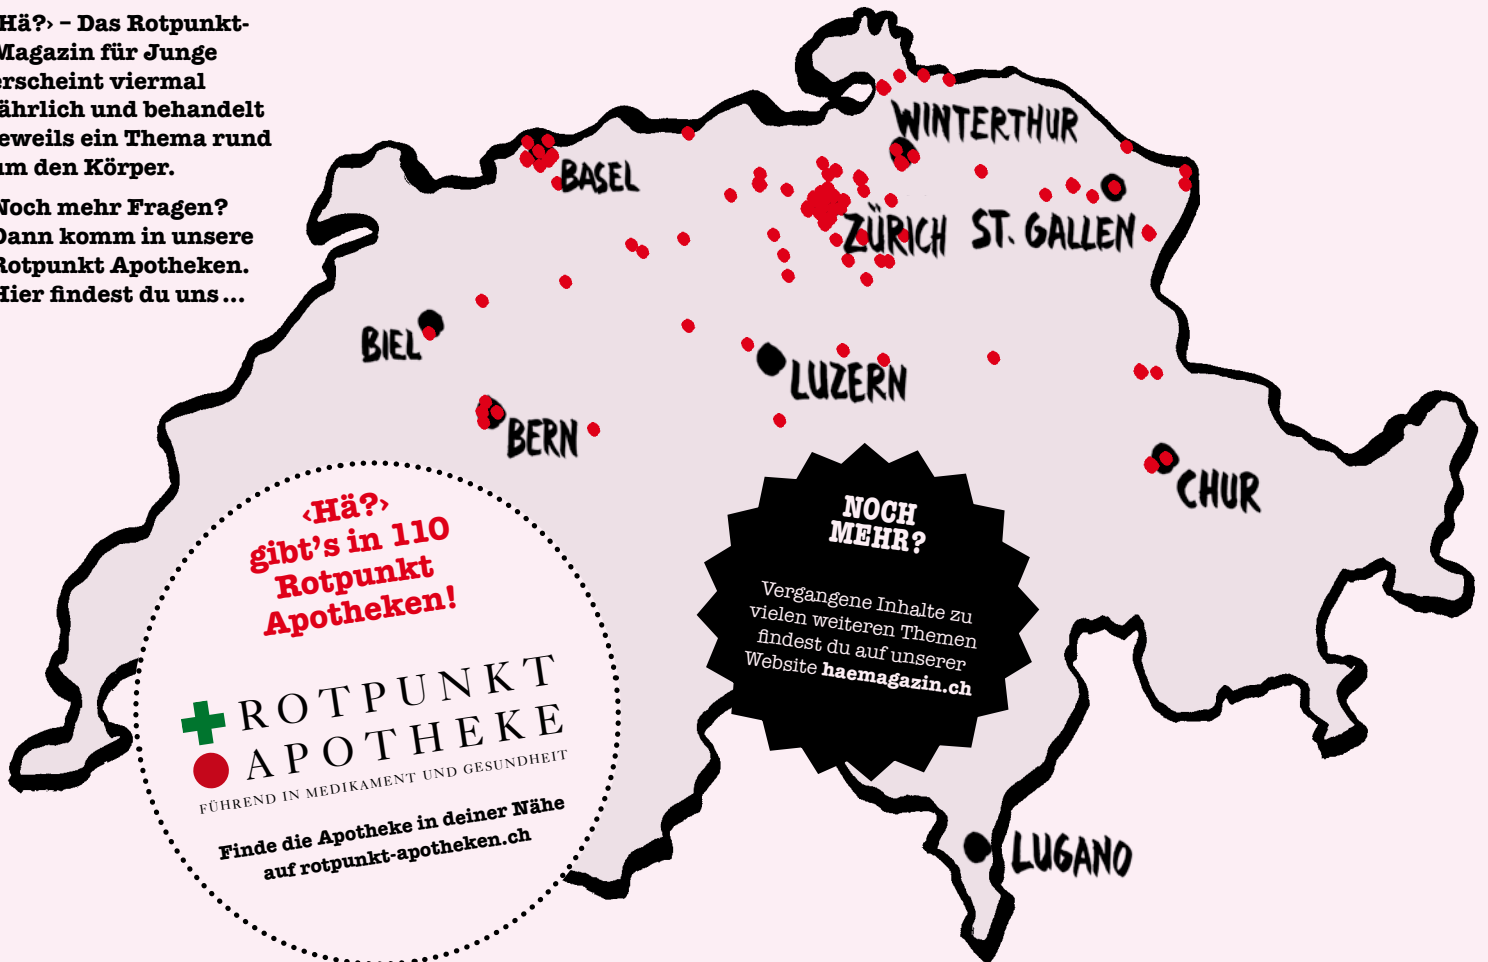 Hä?› – Das Rotpunkt-
Magazin für Junge
erscheint viermal
jährlich und behandelt
jeweils ein Thema rund
um den Körper.
Noch mehr Fragen?
Dann komm in unsere
Rotpunkt Apotheken.
Hier findest du uns ...
WINTERTHUR
BASEL
ZÜRICH
ST. GALLEN
BIEL
LUZERN
BERN
CHUR
LUGANO
‹Hä?›
gibt's in 110
Rotpunkt
Apotheken!
ROTPUNKT
APOTHEKE
FÜHREND IN MEDIKAMENT UND GESUNDHEIT
Finde die Apotheke in deiner Nähe
auf rotpunkt-apotheken.ch
NOCH
MEHR?
Vergangene Inhalte zu
vielen weiteren Themen
findest du auf unserer
Website haemagazin.ch